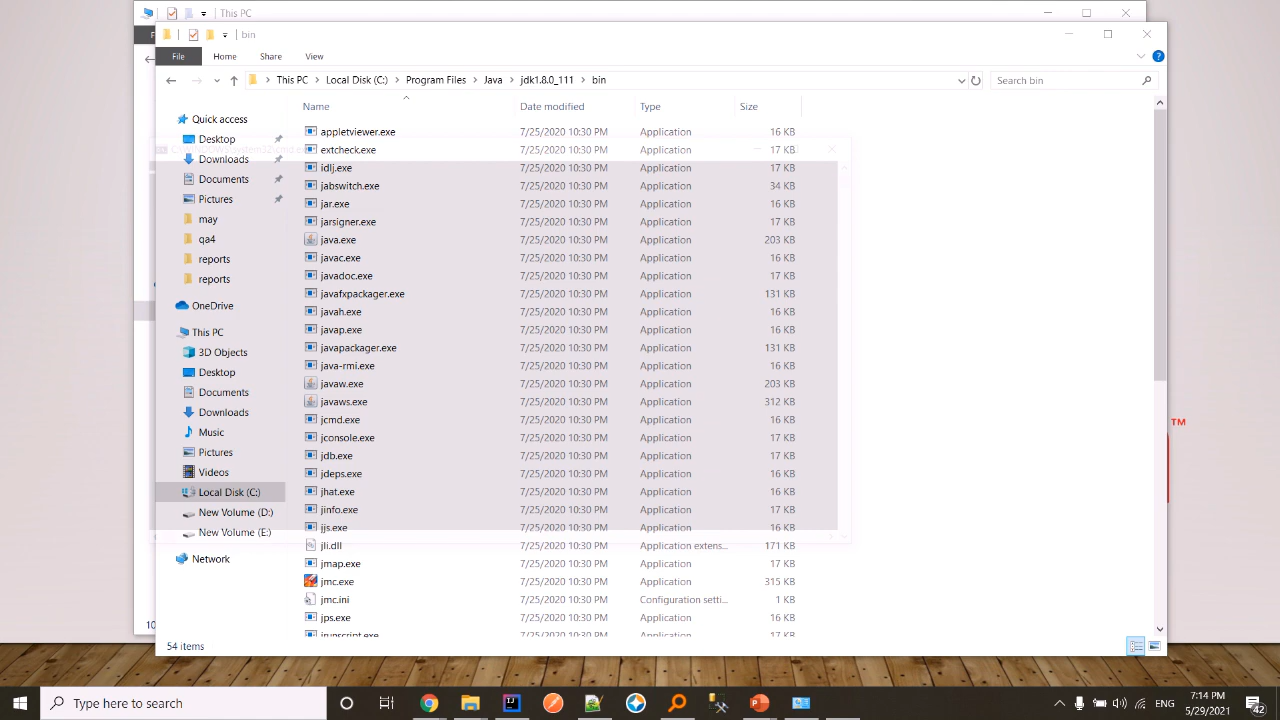 This PC
bin
File Home Share View
This PC Local Disk (C:) Program Files Java jdk1.8.0_111 bin
Search bin
Name Date modified Type Size
Quick access
Desktop
Downloads
Documents
Pictures
may
qa4
reports
reports
OneDrive
This PC
3D Objects
Desktop
Documents
Downloads
Music
Pictures
Videos
Local Disk (C:)
New Volume (D:)
New Volume (E:)
Network
C:\WINDOWS\system32\cmd.exe
appletviewer.exe 7/25/2020 10:30 PM Application 16 KB
extcheck.exe 7/25/2020 10:30 PM Application 17 KB
idlj.exe 7/25/2020 10:30 PM Application 17 KB
jabswitch.exe 7/25/2020 10:30 PM Application 34 KB
jar.exe 7/25/2020 10:30 PM Application 16 KB
jarsigner.exe 7/25/2020 10:30 PM Application 17 KB
java.exe 7/25/2020 10:30 PM Application 203 KB
javac.exe 7/25/2020 10:30 PM Application 16 KB
javadoc.exe 7/25/2020 10:30 PM Application 17 KB
javafxpackager.exe 7/25/2020 10:30 PM Application 131 KB
javah.exe 7/25/2020 10:30 PM Application 16 KB
javap.exe 7/25/2020 10:30 PM Application 16 KB
javapackager.exe 7/25/2020 10:30 PM Application 131 KB
java-rmi.exe 7/25/2020 10:30 PM Application 16 KB
javaw.exe 7/25/2020 10:30 PM Application 203 KB
javaws.exe 7/25/2020 10:30 PM Application 312 KB
jcmd.exe 7/25/2020 10:30 PM Application 16 KB
jconsole.exe 7/25/2020 10:30 PM Application 17 KB
jdb.exe 7/25/2020 10:30 PM Application 16 KB
jdeps.exe 7/25/2020 10:30 PM Application 16 KB
jhat.exe 7/25/2020 10:30 PM Application 16 KB
jinfo.exe 7/25/2020 10:30 PM Application 17 KB
jjs.exe 7/25/2020 10:30 PM Application 16 KB
jli.dll 7/25/2020 10:30 PM Application extens... 171 KB
jmap.exe 7/25/2020 10:30 PM Application 17 KB
jmc.exe 7/25/2020 10:30 PM Application 315 KB
jmc.ini 7/25/2020 10:30 PM Configuration setti... 1 KB
jps.exe 7/25/2020 10:30 PM Application 16 KB
jrunscript.exe 7/25/2020 10:30 PM Application 17 KB
54 items
TM
Type here to search
ENG
7:14 PM
5/29/2021
42